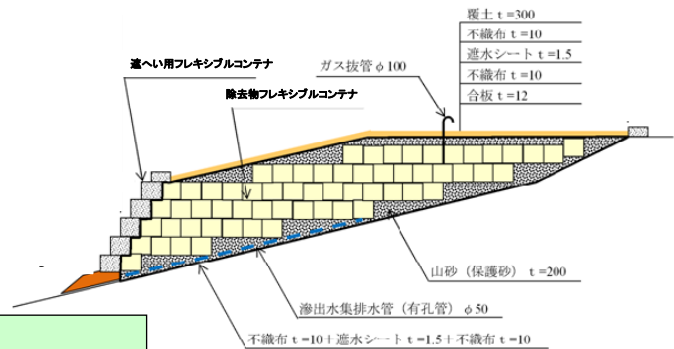 覆土 t=300
不織布 t=10
遮水シート t=1.5
不織布 t=10
合板 t=12
遮へい用フレキシブルコンテナ
ガス抜管φ100
除去物フレキシブルコンテナ
山砂（保護砂） t=200
滲出水集排水管（有孔管） φ50
不織布 t=10+遮水シート t=1.5+不織布 t=10